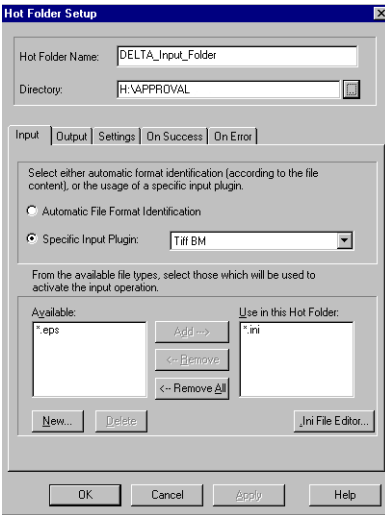 Hot Folder Setup
Hot Folder Name: DELTA_Input_Folder
Directory: H:\APPROVAL ...
Input Output Settings On Success On Error
Select either automatic format identification (according to the file
content), or the usage of a specific input plugin.
Automatic File Format Identification
Specific Input Plugin: Tiff BM
From the available file types, select those which will be used to
activate the input operation.
Available: Use in this Hot Folder:
*.eps Add --> *.ini
<-- Remove
<-- Remove All
New... Delete .Ini File Editor...
OK Cancel Apply Help